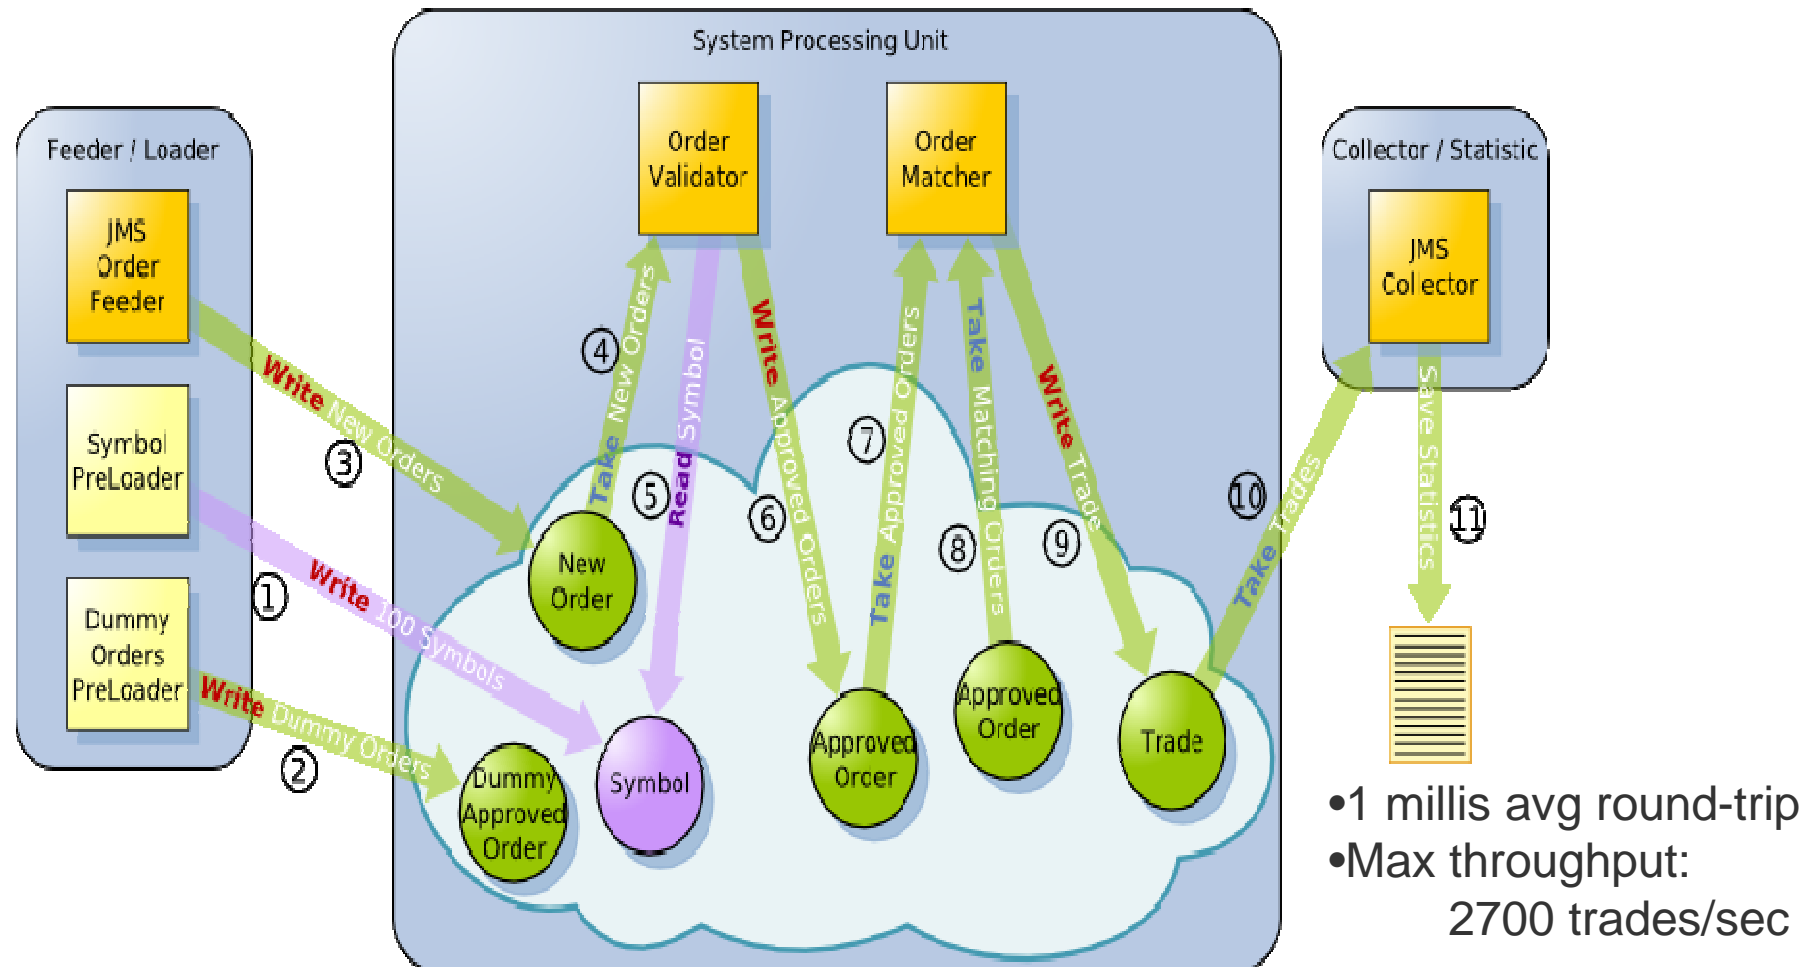 System Processing Unit
Feeder / Loader
JMS
Order
Feeder
Symbol
PreLoader
Dummy
Orders
PreLoader
Order
Validator
Order
Matcher
Collector / Statistic
JMS
Collector
① Write 100 Symbols
② Write Dummy Orders
③ Write New Orders
④ Take New Orders
⑤ Read Symbol
⑥ Write Approved Orders
⑦ Take Approved Orders
⑧ Take Matching Orders
⑨ Write Trade
⑩ Take Trades
⑪ Save Statistics
New
Order
Dummy
Approved
Order
Symbol
Approved
Order
Approved
Order
Trade
•1 millis avg round-trip
•Max throughput:
2700 trades/sec